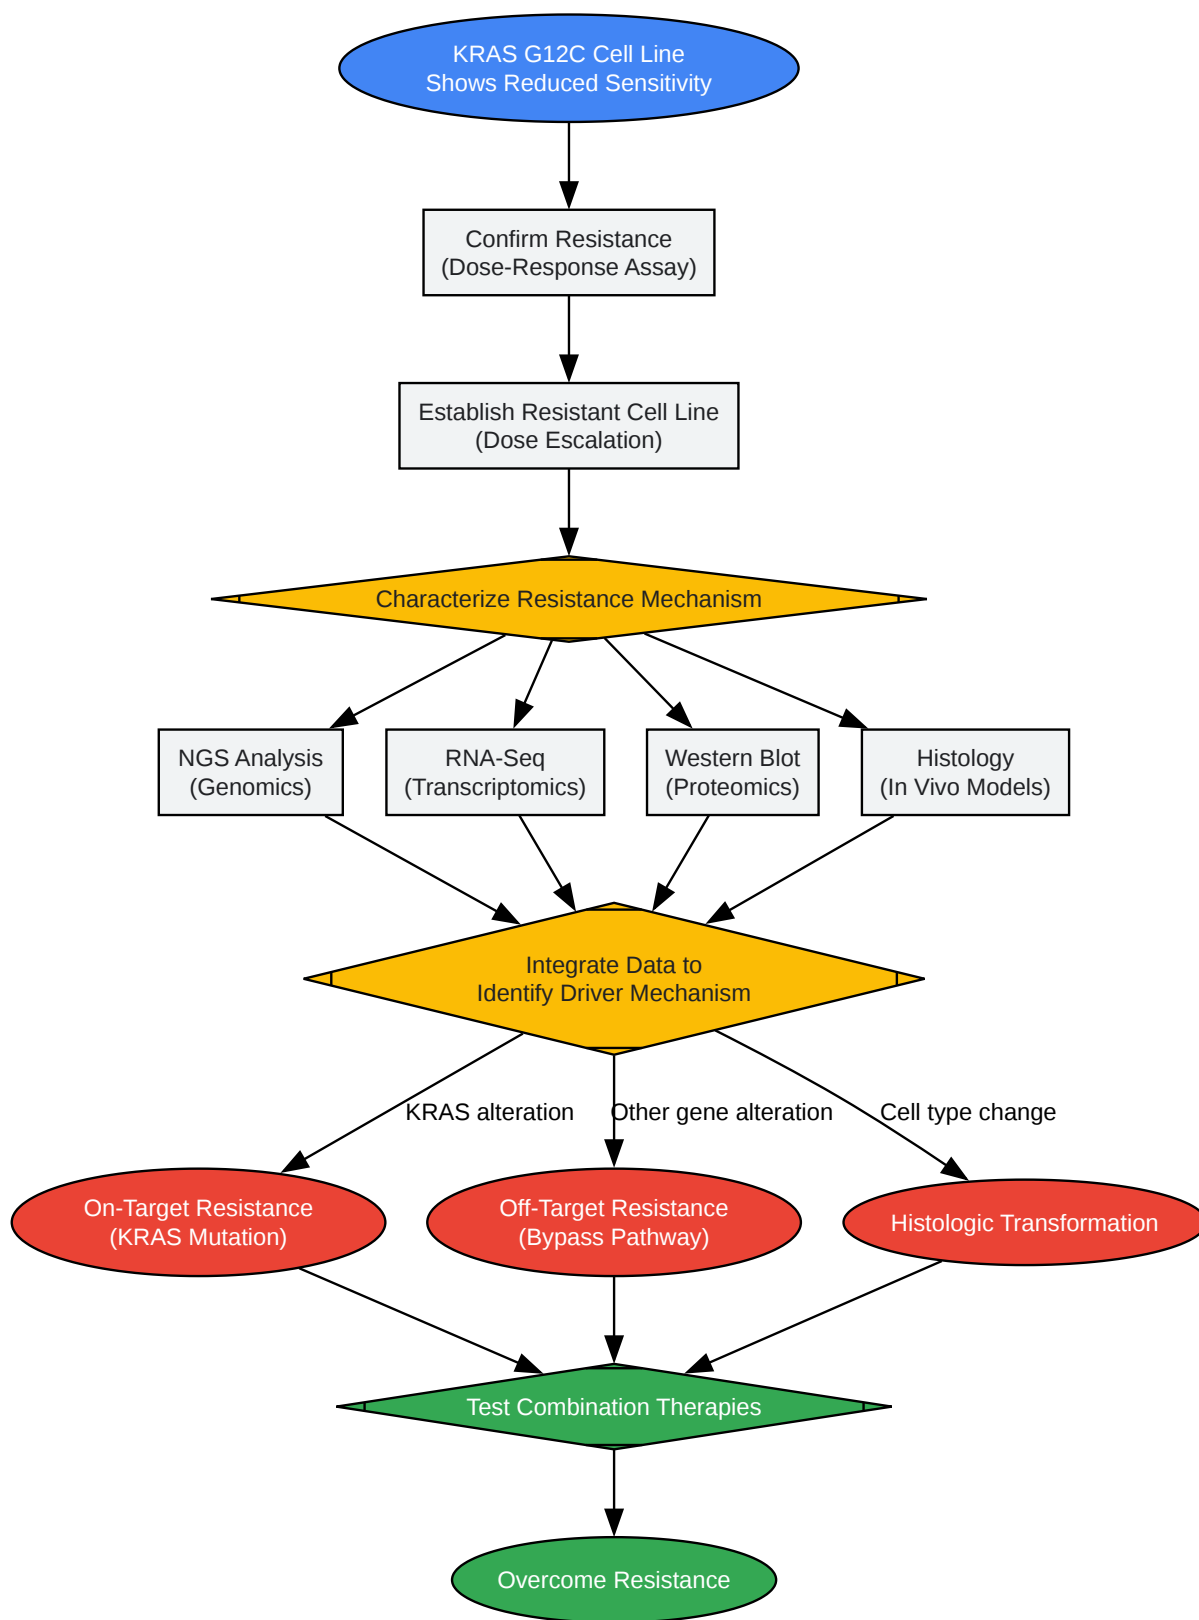 KRAS G12C Cell Line
Shows Reduced Sensitivity
Confirm Resistance
(Dose-Response Assay)
Establish Resistant Cell Line
(Dose Escalation)
Characterize Resistance Mechanism
NGS Analysis
(Genomics)
RNA-Seq
(Transcriptomics)
Western Blot
(Proteomics)
Histology
(In Vivo Models)
Integrate Data to
Identify Driver Mechanism
KRAS alteration
Other gene alteration
Cell type change
On-Target Resistance
(KRAS Mutation)
Off-Target Resistance
(Bypass Pathway)
Histologic Transformation
Test Combination Therapies
Overcome Resistance